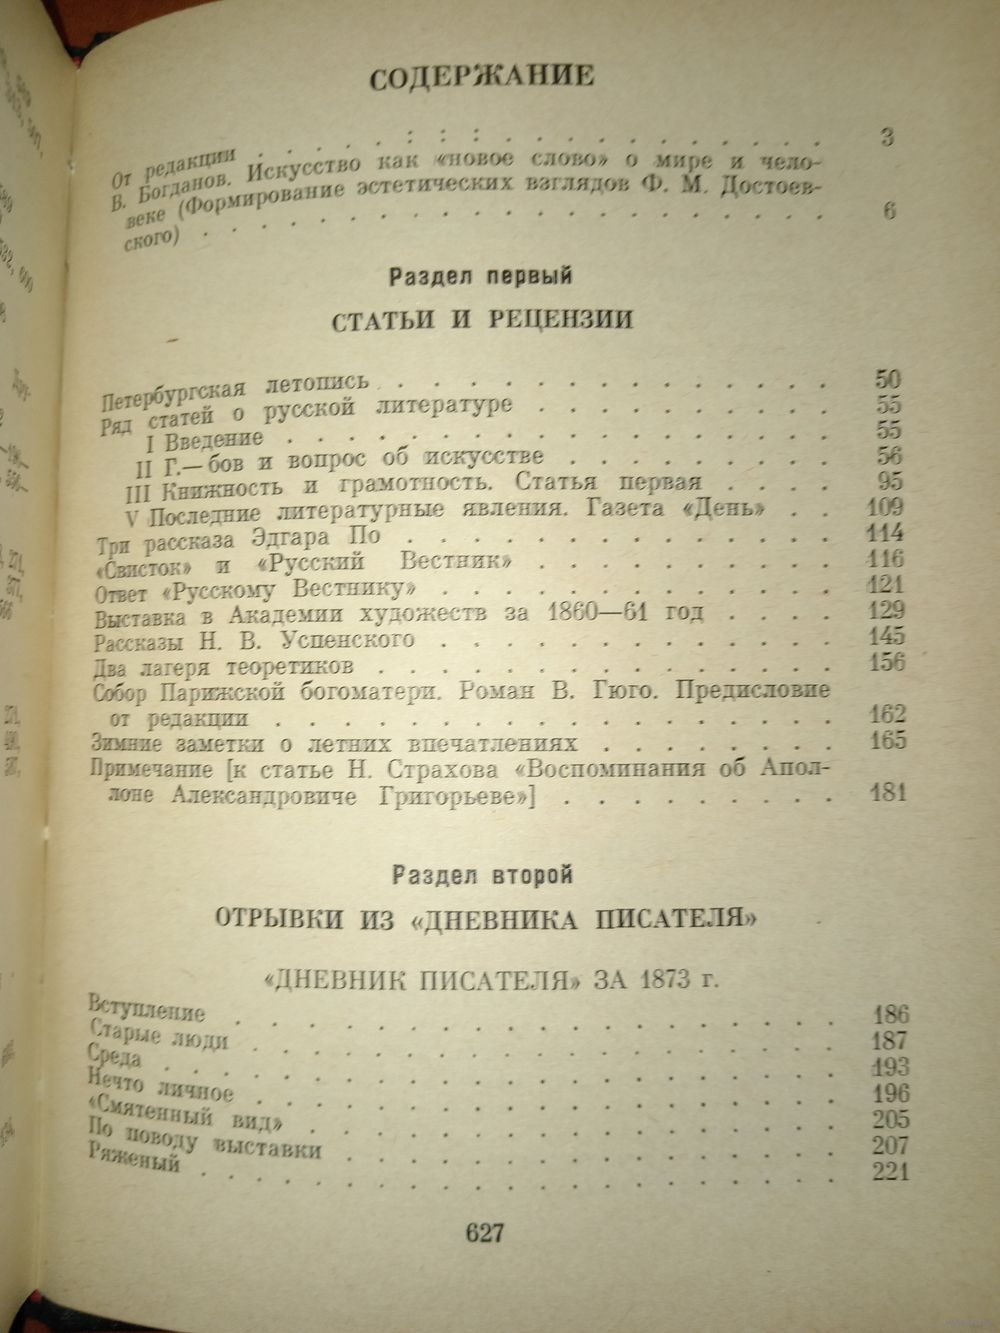 СОДЕРЖАНИЕ
От редакции . . . . : : : . . . . . . . . . . 3
В. Богданов. Искусство как «новое слово» о мире и чело-
веке (Формирование эстетических взглядов Ф. М. Достоев-
ского) . . . . . . . . . . . . . . . . . . 6
Раздел первый
СТАТЬИ И РЕЦЕНЗИИ
Петербургская летопись . . . . . . . . . . . . . 50
Ряд статей о русской литературе . . . . . . . . . 55
I Введение . . . . . . . . . . . . . . . . 55
II Г.—бов и вопрос об искусстве . . . . . . . . 56
III Книжность и грамотность. Статья первая . . . . 95
V Последние литературные явления. Газета «День» . . 109
Три рассказа Эдгара По . . . . . . . . . . . . . 114
«Свисток» и «Русский Вестник» . . . . . . . . . 116
Ответ «Русскому Вестнику» . . . . . . . . . . . . 121
Выставка в Академии художеств за 1860—61 год . . . . 129
Рассказы Н. В. Успенского . . . . . . . . . . . . 145
Два лагеря теоретиков . . . . . . . . . . . . . . 156
Собор Парижской богоматери. Роман В. Гюго. Предисловие
от редакции . . . . . . . . . . . . . . . . . 162
Зимние заметки о летних впечатлениях . . . . . . . 165
Примечание [к статье Н. Страхова «Воспоминания об Апол-
лоне Александровиче Григорьеве»] . . . . . . . . . 181
Раздел второй
ОТРЫВКИ ИЗ «ДНЕВНИКА ПИСАТЕЛЯ»
«ДНЕВНИК ПИСАТЕЛЯ» ЗА 1873 г.
Вступление . . . . . . . . . . . . . . . . . 186
Старые люди . . . . . . . . . . . . . . . . 187
Среда . . . . . . . . . . . . . . . . . . . 193
Нечто личное . . . . . . . . . . . . . . . . 196
«Смятенный вид» . . . . . . . . . . . . . . . 205
По поводу выставки . . . . . . . . . . . . . . 207
Ряженый . . . . . . . . . . . . . . . . . . 221
627